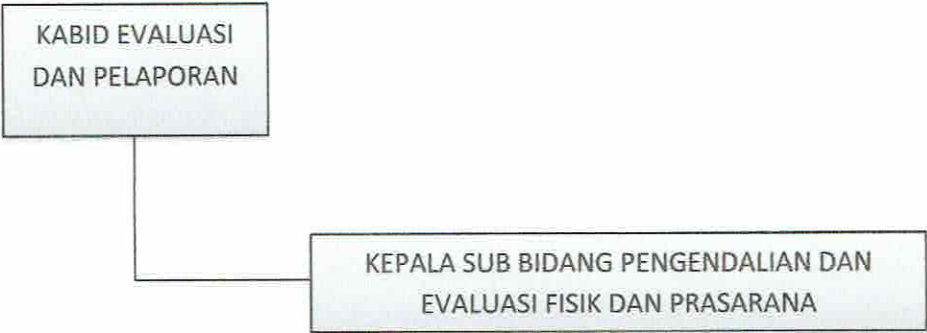 KABID EVALUASI
DAN PELAPORAN
KEPALA SUB BIDANG PENGENDALIAN DAN
EVALUASI FISIK DAN PRASARANA